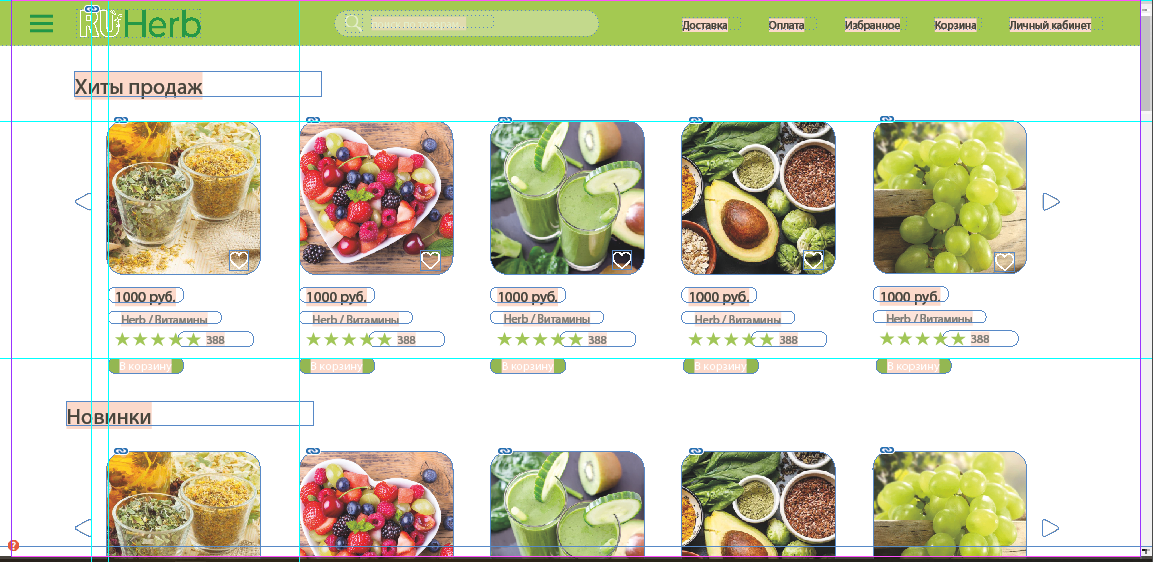 RU Herb
Доставка Оплата Избранное Корзина Личный кабинет
Хиты продаж
1000 руб. 1000 руб. 1000 руб. 1000 руб. 1000 руб.
Herb / Витамины Herb / Витамины Herb / Витамины Herb / Витамины Herb / Витамины
388 388 388 388 388
В корзину В корзину В корзину В корзину В корзину
Новинки